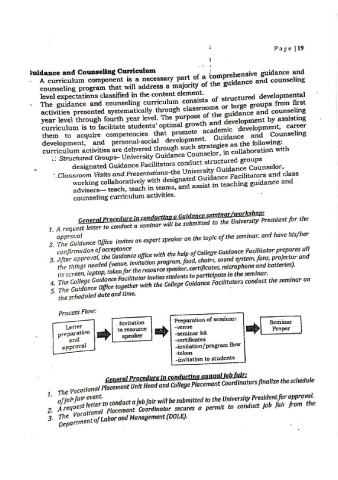 Page | 19
Guidance and Counseling Curriculum
A curriculum component is a necessary part of a comprehensive guidance and
counseling program that will address a majority of the guidance and counseling
level expectations classified in the content element.
The guidance and counseling curriculum consists of structured developmental
activities presented systematically through classrooms or large groups from first
year level through fourth year level. The purpose of the guidance and counseling
curriculum is to facilitate students' optimal growth and development by assisting
them to acquire competencies that promote academic development, career
development, and personal-social development. Guidance and Counseling
curriculum activities are delivered through such strategies as the following:
Structured Groups- University Guidance Counselor, in collaboration with
designated Guidance Facilitators conduct structured groups
Classroom Visits and Presentations-the University Guidance Counselor,
working collaboratively with designated Guidance Facilitators and class
advisers— teach, teach in teams, and assist in teaching guidance and
counseling curriculum activities.
General Procedure in conducting a Guidance seminar/workshop:
1. A request letter to conduct a seminar will be submitted to the University President for the
approval
2. The Guidance Office invites an expert speaker on the topic of the seminar, and have his/her
confirmation of acceptance
3. After approval, the Guidance office with the help of College Guidance Facilitator prepares all
the things needed (venue, invitation program, food, chairs, sound system, fans, projector and
its screen, laptop, token for the resource speaker, certificates, microphone and batteries).
4. The College Guidance Facilitator invites students to participate in the seminar.
5. The Guidance Office together with the College Guidance Facilitators conduct the seminar on
the scheduled date and time.
Process Flow:
Letter
preparation
and
approval
Invitation
to resource
speaker
Preparation of seminar:
-venue
-seminar kit
-certificates
-invitation/program flow
-token
-invitation to students
Seminar
Proper
General Procedure in conducting annual job fair:
1. The Vocational Placement Unit Head and College Placement Coordinators finalize the schedule
of job fair event.
2. A request letter to conduct a job fair will be submitted to the University President for approval.
3. The Vocational Placement Coordinator secures a permit to conduct job fair from the
Department of Labor and Management (DOLE).